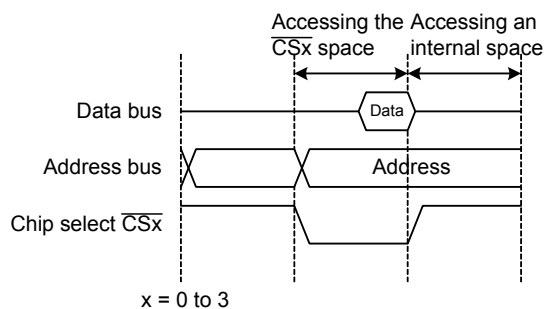 Accessing the
CSx space
Accessing an
internal space
Data bus
Data
Address bus
Address
Chip select CSx
x = 0 to 3